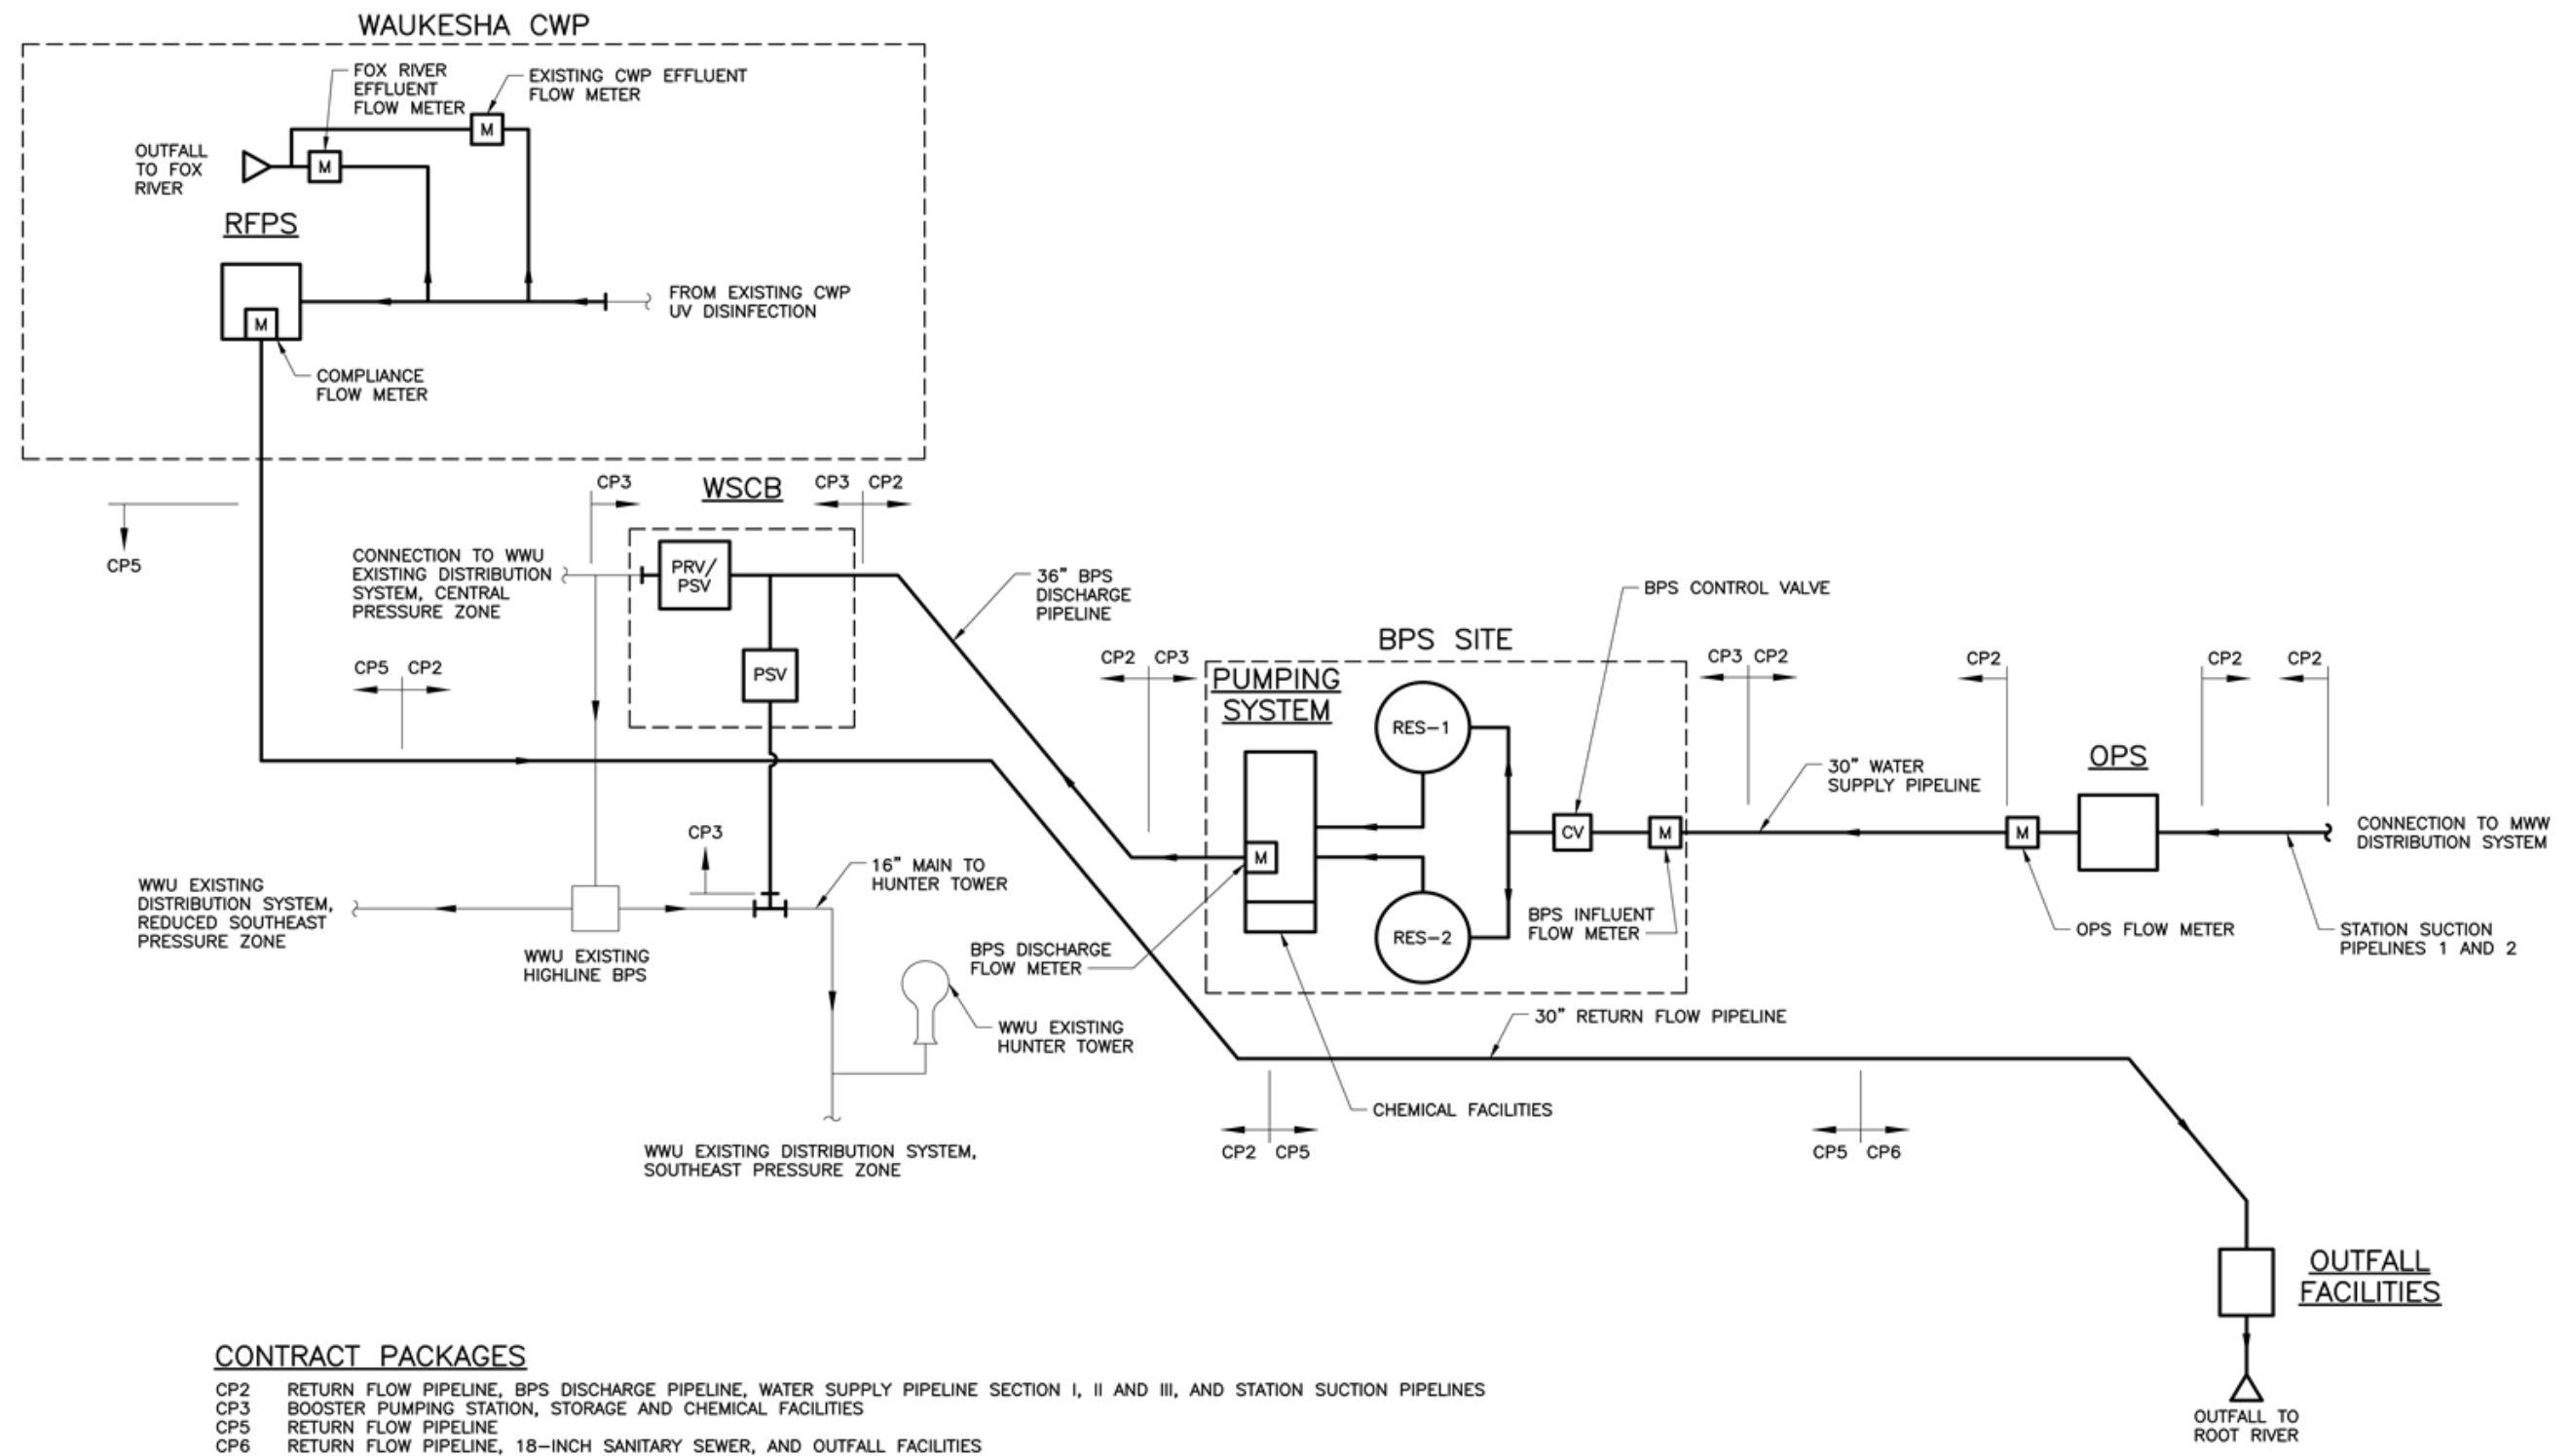 WAUKESHA CWP
FOX RIVER
EFFLUENT
FLOW METER
EXISTING CWP EFFLUENT
FLOW METER
M
OUTFALL
TO FOX
RIVER
M
RFPS
FROM EXISTING CWP
UV DISINFECTION
M
COMPLIANCE
FLOW METER
CP5
CP3
WSCB
CP3
CP2
CONNECTION TO WWU
EXISTING DISTRIBUTION
SYSTEM, CENTRAL
PRESSURE ZONE
PRV/
PSV
PSV
36" BPS
DISCHARGE
PIPELINE
CP5
CP2
CP2
CP3
BPS SITE
BPS CONTROL VALVE
PUMPING
SYSTEM
RES-1
CP3
CP2
CP2
CP2
CP2
OPS
30" WATER
SUPPLY PIPELINE
CV
M
M
CONNECTION TO MWW
DISTRIBUTION SYSTEM
M
CP3
16" MAIN TO
HUNTER TOWER
WWU EXISTING
DISTRIBUTION SYSTEM,
REDUCED SOUTHEAST
PRESSURE ZONE
WWU EXISTING
HIGHLINE BPS
BPS DISCHARGE
FLOW METER
RES-2
BPS INFLUENT
FLOW METER
OPS FLOW METER
STATION SUCTION
PIPELINES 1 AND 2
WWU EXISTING
HUNTER TOWER
30" RETURN FLOW PIPELINE
CHEMICAL FACILITIES
WWU EXISTING DISTRIBUTION SYSTEM,
SOUTHEAST PRESSURE ZONE
CP2
CP5
CP5
CP6
OUTFALL
FACILITIES
OUTFALL TO
ROOT RIVER
CONTRACT PACKAGES
CP2 RETURN FLOW PIPELINE, BPS DISCHARGE PIPELINE, WATER SUPPLY PIPELINE SECTION I, II AND III, AND STATION SUCTION PIPELINES
CP3 BOOSTER PUMPING STATION, STORAGE AND CHEMICAL FACILITIES
CP5 RETURN FLOW PIPELINE
CP6 RETURN FLOW PIPELINE, 18-INCH SANITARY SEWER, AND OUTFALL FACILITIES